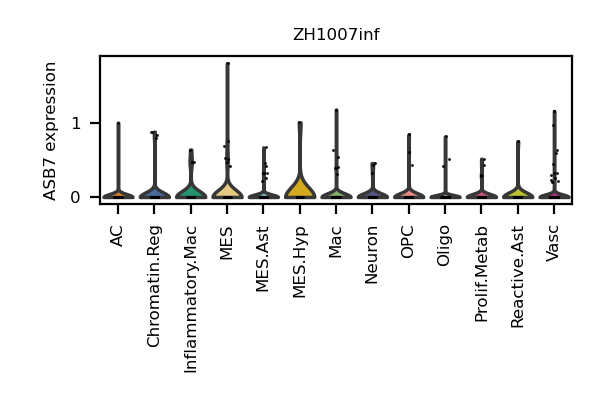 ZH1007inf
ASB7 expression
1
0
AC
Chromatin.Reg
Inflammatory.Mac
MES
MES.Ast
MES.Hyp
Mac
Neuron
OPC
Oligo
Prolif.Metab
Reactive.Ast
Vasc